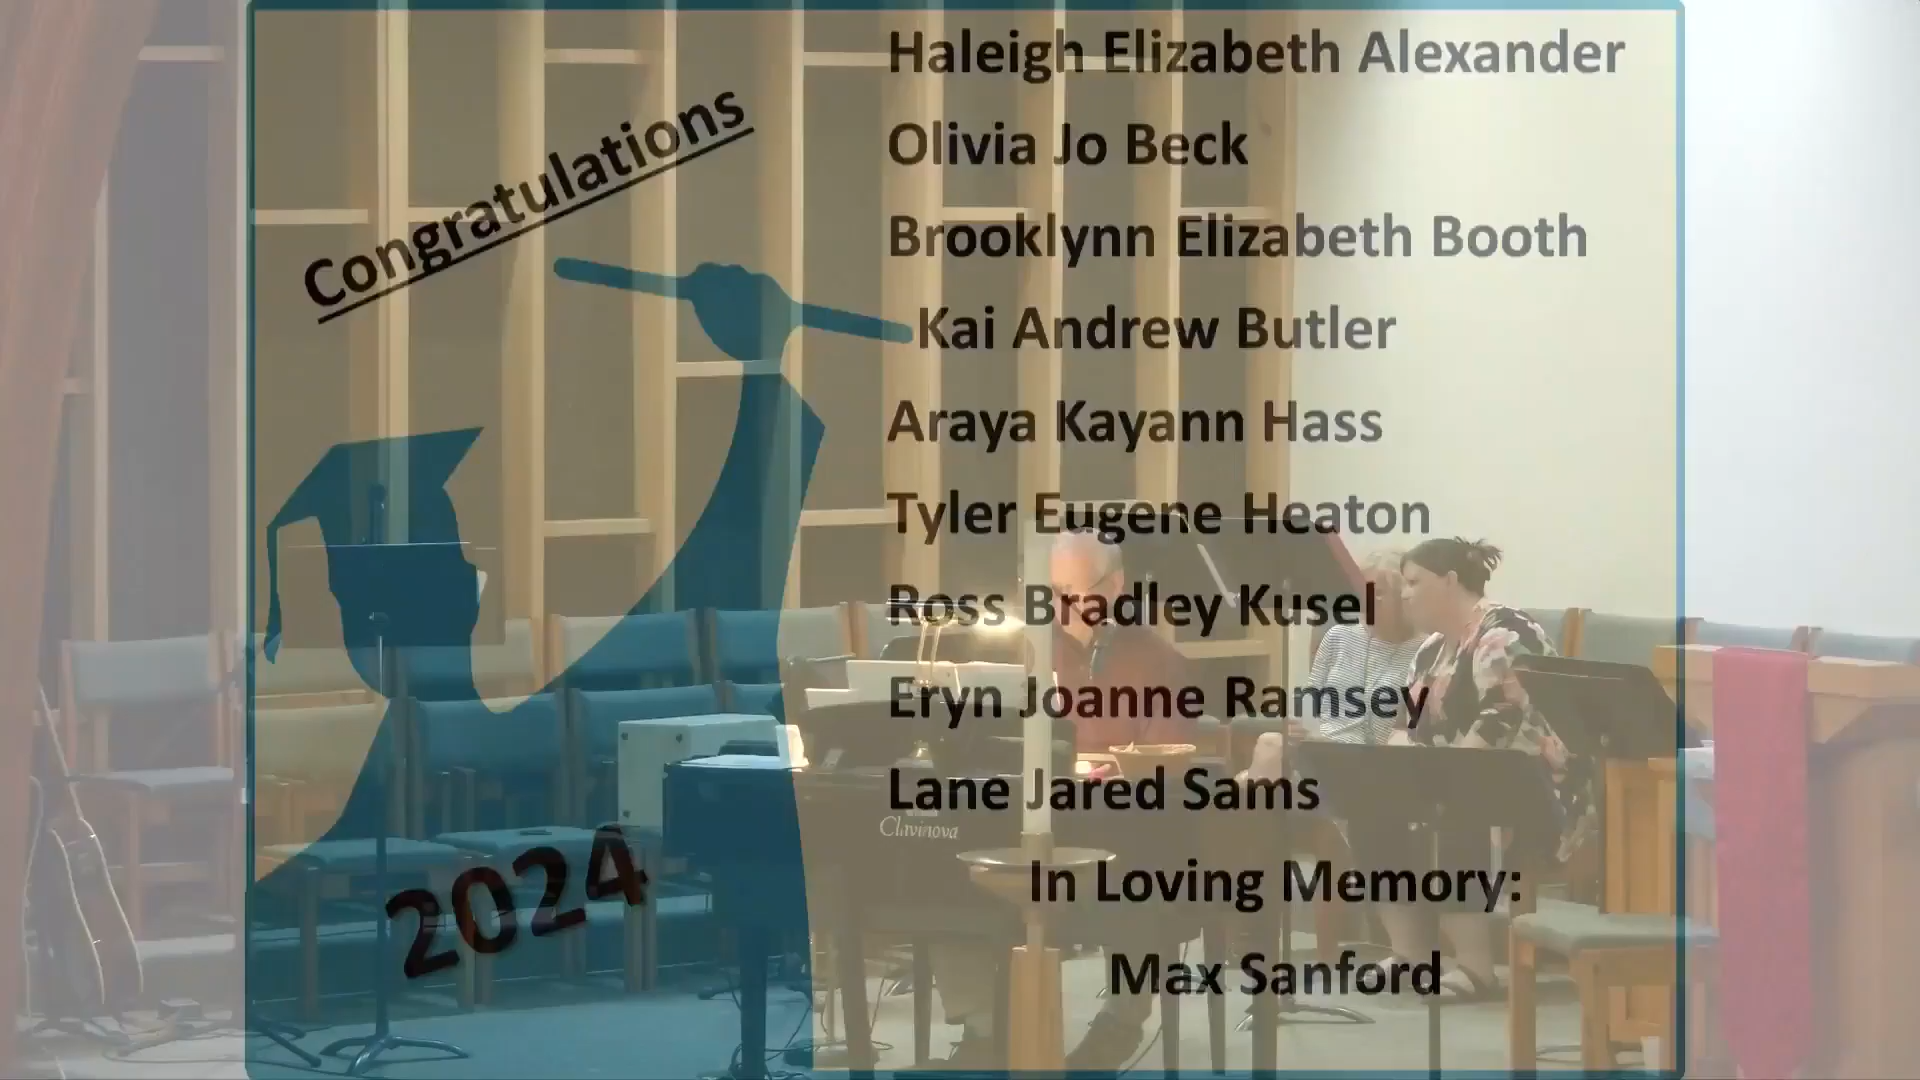 Congratulations
2024
Haleigh Elizabeth Alexander
Olivia Jo Beck
Brooklynn Elizabeth Booth
Kai Andrew Butler
Araya Kayann Hass
Tyler Eugene Heaton
Ross Bradley Kusel
Eryn Joanne Ramsey
Lane Jared Sams
In Loving Memory:
Max Sanford
Clavinova